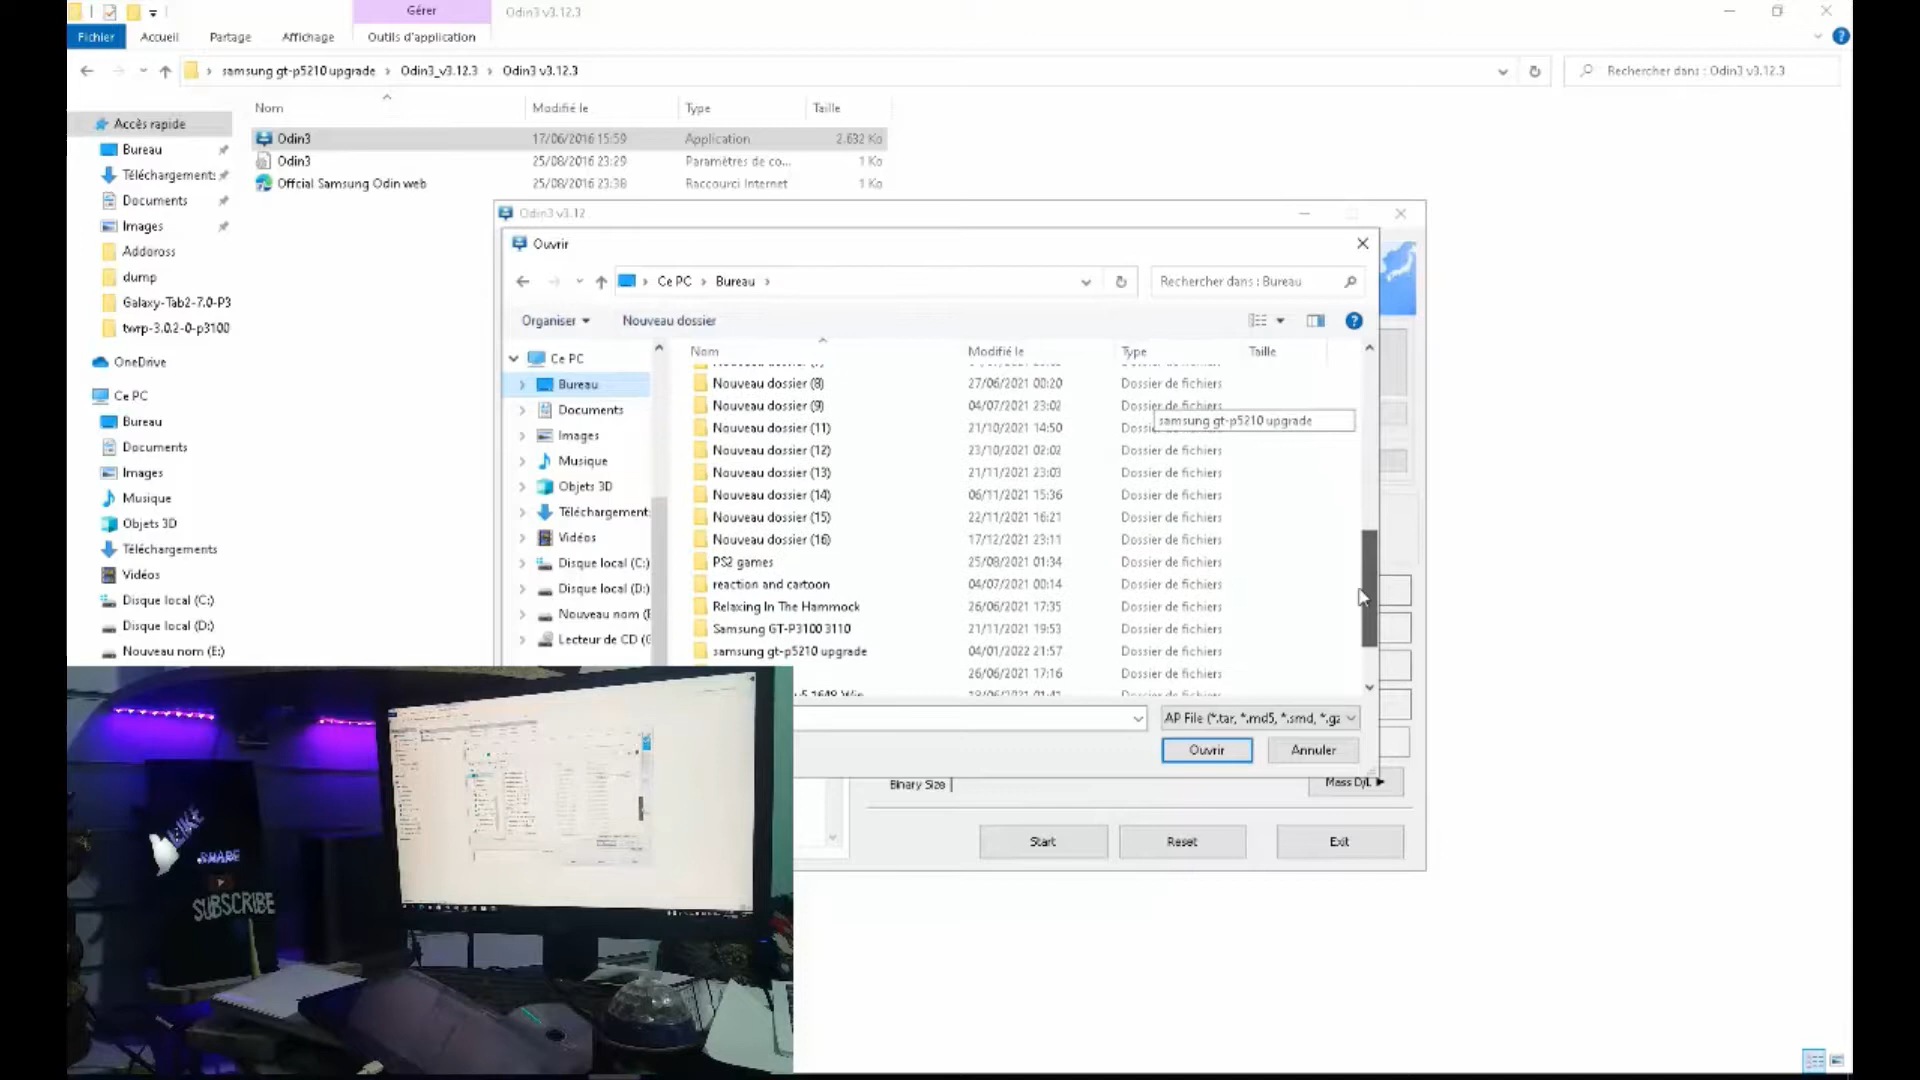 Gérer
Odin3 v3.12.3
Fichier
Accueil
Partage
Affichage
Outils d'application
samsung gt-p5210 upgrade > Odin3_v3.12.3 > Odin3 v3.12.3
Rechercher dans : Odin3 v3.12.3
Nom
Modifié le
Type
Taille
Odin3 17/06/2016 15:59 Application 2.632 Ko
Odin3 25/08/2016 23:29 Paramètres de co... 1 Ko
Offcial Samsung Odin web 25/08/2016 23:38 Raccourci Internet 1 Ko
Accès rapide
Bureau
Téléchargement:
Documents
Images
Addoross
dump
Galaxy-Tab2-7.0-P3
twrp-3.0.2-0-p3100
OneDrive
Ce PC
Bureau
Documents
Images
Musique
Objets 3D
Téléchargements
Vidéos
Disque local (C:)
Disque local (D:)
Nouveau nom (E:)
Odin3 v3.12
Ouvrir
Ce PC > Bureau >
Rechercher dans : Bureau
Organiser
Nouveau dossier
Ce PC
Bureau
Documents
Images
Musique
Objets 3D
Téléchargement:
Vidéos
Disque local (C:)
Disque local (D:)
Nouveau nom (E
Lecteur de CD (
Nom
Modifié le
Type
Taille
Nouveau dossier (8) 27/06/2021 00:20 Dossier de fichiers
Nouveau dossier (9) 04/07/2021 23:02 Dossier de fichiers
samsung gt-p5210 upgrade
Nouveau dossier (11) 21/10/2021 14:50 Dossi
Nouveau dossier (12) 23/10/2021 02:02 Dossier de fichiers
Nouveau dossier (13) 21/11/2021 23:03 Dossier de fichiers
Nouveau dossier (14) 06/11/2021 15:36 Dossier de fichiers
Nouveau dossier (15) 22/11/2021 16:21 Dossier de fichiers
Nouveau dossier (16) 17/12/2021 23:11 Dossier de fichiers
PS2 games 25/08/2021 01:34 Dossier de fichiers
reaction and cartoon 04/07/2021 00:14 Dossier de fichiers
Relaxing In The Hammock 26/06/2021 17:35 Dossier de fichiers
Samsung GT-P3100 3110 21/11/2021 19:53 Dossier de fichiers
samsung gt-p5210 upgrade 04/01/2022 21:57 Dossier de fichiers
26/06/2021 17:16 Dossier de fichiers
AP File (*.tar, *.md5, *.smd, *.gz
Ouvrir
Annuler
Binary Size
Mass D/L
Start
Reset
Exit
LIKE
.SHARE
SUBSCRIBE